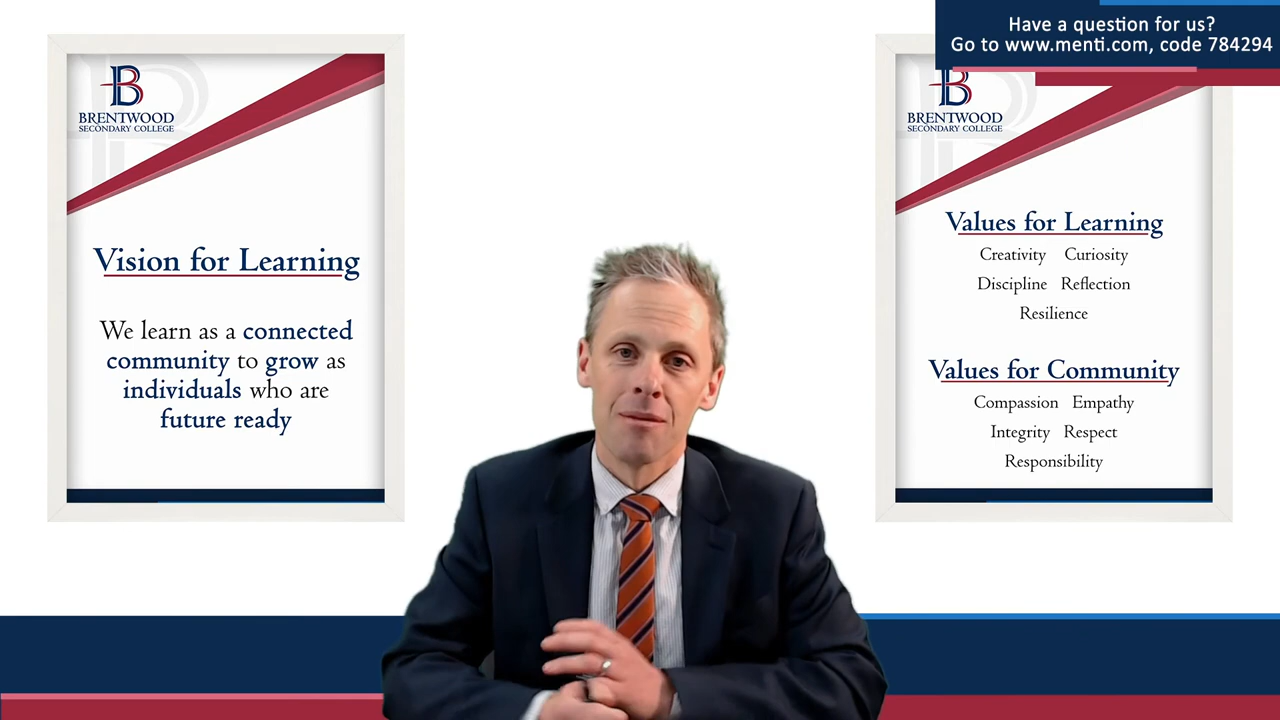 Have a question for us?
Go to www.menti.com, code 784294
B
BRENTWOOD
SECONDARY COLLEGE
Vision for Learning
We learn as a connected
community to grow as
individuals who are
future ready
B
BRENTWOOD
SECONDARY COLLEGE
Values for Learning
Creativity Curiosity
Discipline Reflection
Resilience
Values for Community
Compassion Empathy
Integrity Respect
Responsibility